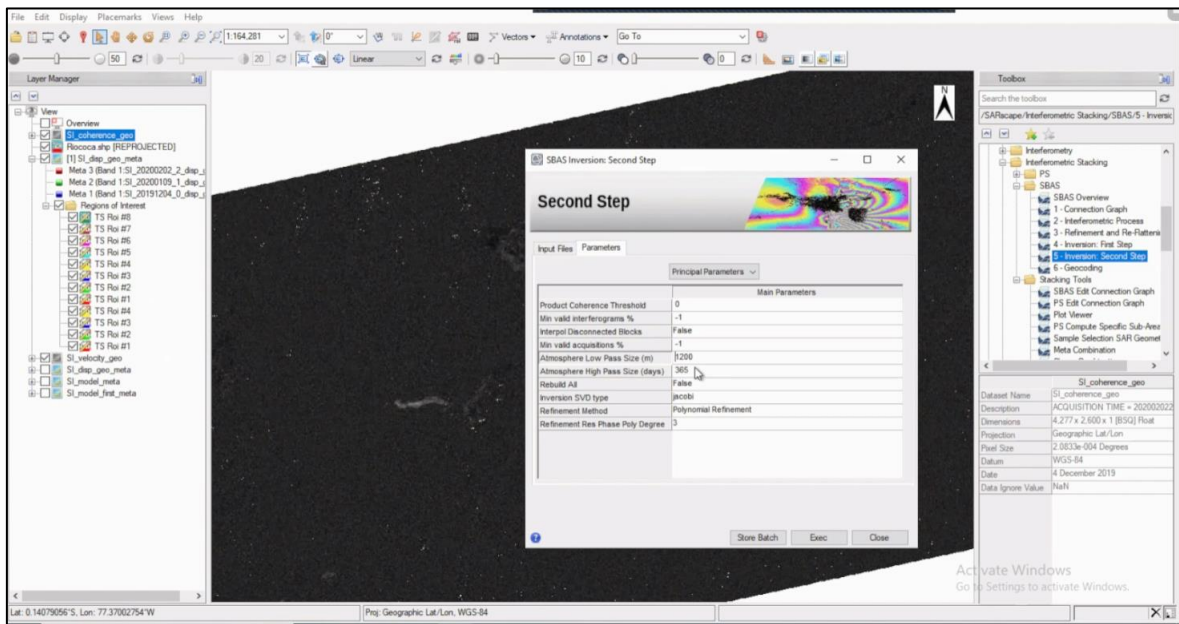 File Edit Display Placemarks Views Help
1:164,281 0° Vectors Annotations Go To
50 20 Linear 10 0
Layer Manager
View
Overview
SI_coherence_geo
Riococa.shp [REPROJECTED]
[1] SI_disp_geo_meta
Meta 3 (Band 1:SI_20200202_2_disp_g
Meta 2 (Band 1:SI_20200109_1_disp_g
Meta 1 (Band 1:SI_20191204_0_disp_g
Regions of Interest
TS Roi #8
TS Roi #7
TS Roi #6
TS Roi #5
TS Roi #4
TS Roi #3
TS Roi #2
TS Roi #1
TS Roi #4
TS Roi #3
TS Roi #2
TS Roi #1
SI_velocity_geo
SI_disp_geo_meta
SI_model_meta
SI_model_first_meta
N
SBAS Inversion: Second Step
Second Step
Input Files Parameters
Principal Parameters
Main Parameters
Product Coherence Threshold 0
Min valid interferograms % -1
Interpol Disconnected Blocks False
Min valid acquisitions % -1
Atmosphere Low Pass Size (m) 1200
Atmosphere High Pass Size (days) 365
Rebuild All False
Inversion SVD type jacobi
Refinement Method Polynomial Refinement
Refinement Res Phase Poly Degree 3
Store Batch Exec Close
Toolbox
Search the toolbox
/SARscape/Interferometric Stacking/SBAS/5 - Inversic
Interferometry
Interferometric Stacking
PS
SBAS
SBAS Overview
1 - Connection Graph
2 - Interferometric Process
3 - Refinement and Re-Flattenin
4 - Inversion: First Step
5 - Inversion: Second Step
6 - Geocoding
Stacking Tools
SBAS Edit Connection Graph
PS Edit Connection Graph
Plot Viewer
PS Compute Specific Sub-Area
Sample Selection SAR Geomet
Meta Combination
SI_coherence_geo
Dataset Name SI_coherence_geo
Description ACQUISITION TIME = 202002022
Dimensions 4,277 x 2,600 x 1 [BSQ] Float
Projection Geographic Lat/Lon
Pixel Size 2.0833e-004 Degrees
Datum WGS-84
Date 4 December 2019
Data Ignore Value NaN
Activate Windows
Go to Settings to activate Windows.
Lat: 0.14079056°S, Lon: 77.37002754°W Proj: Geographic Lat/Lon, WGS-84